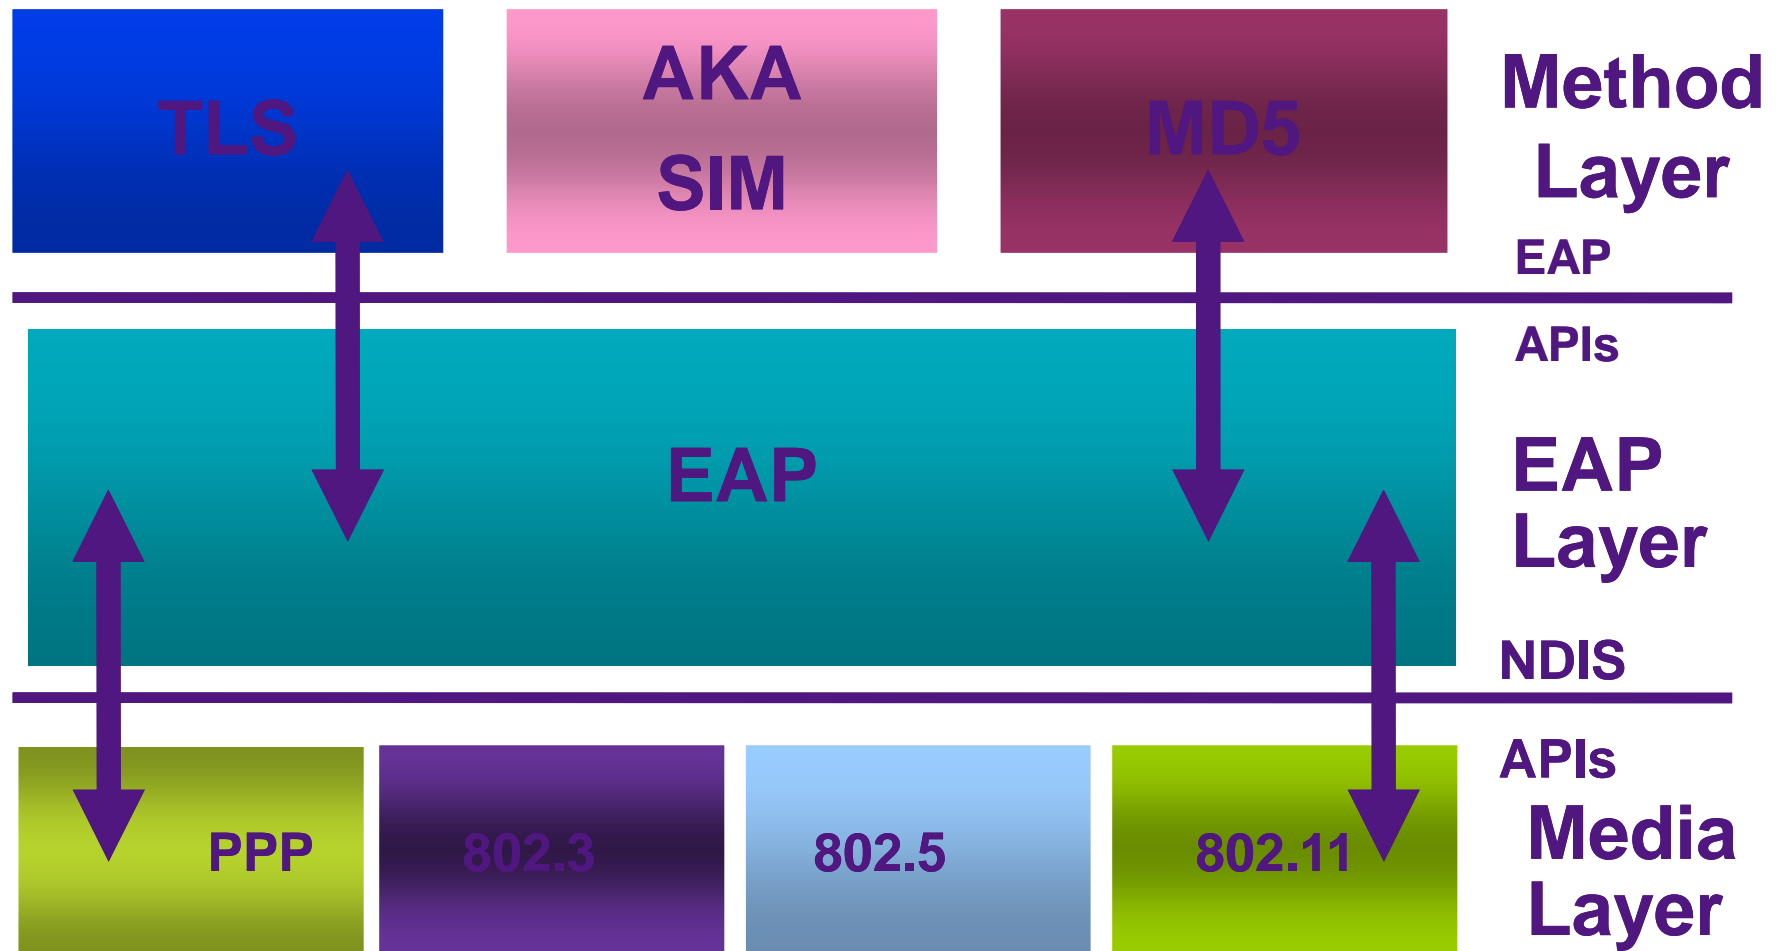 TLS
AKA
SIM
MD5
Method
Layer
EAP
APIs
EAP
EAP
Layer
NDIS
APIs
PPP
802.3
802.5
802.11
Media
Layer